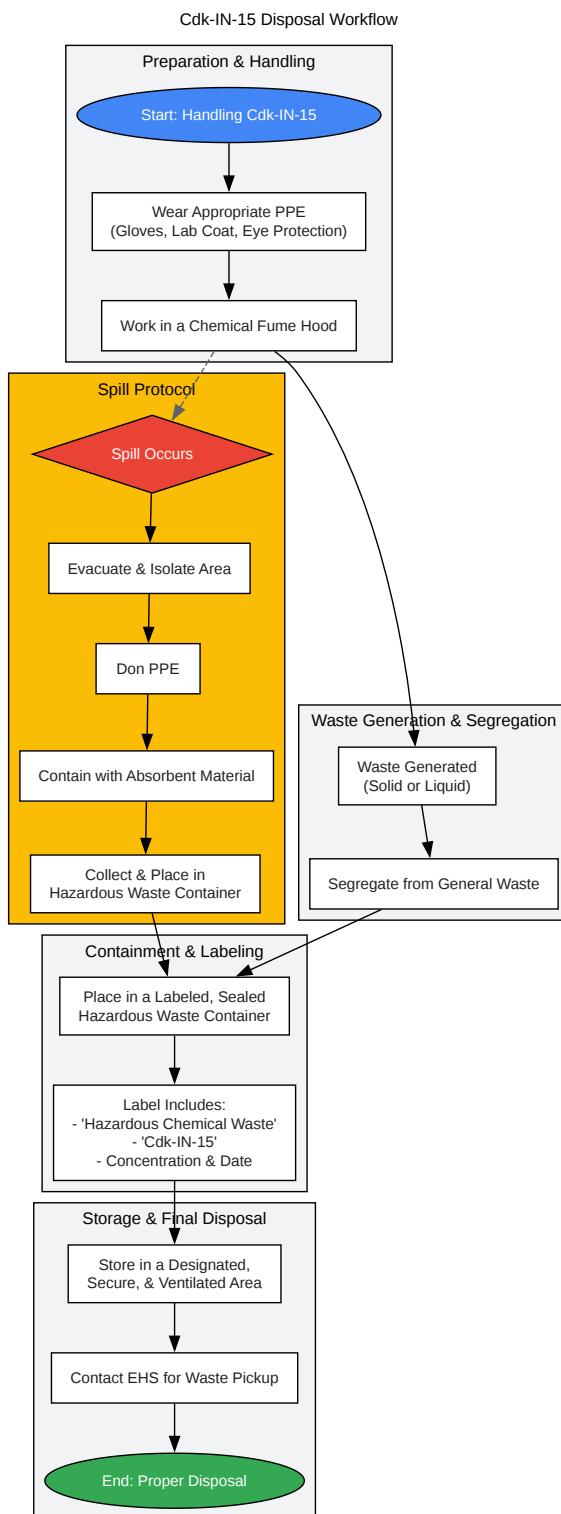 Cdk-IN-15 Disposal Workflow
Preparation & Handling
Start: Handling Cdk-IN-15
Wear Appropriate PPE
(Gloves, Lab Coat, Eye Protection)
Work in a Chemical Fume Hood
Spill Protocol
Spill Occurs
Evacuate & Isolate Area
Don PPE
Contain with Absorbent Material
Collect & Place in
Hazardous Waste Container
Waste Generation & Segregation
Waste Generated
(Solid or Liquid)
Segregate from General Waste
Containment & Labeling
Place in a Labeled, Sealed
Hazardous Waste Container
Label Includes:
- 'Hazardous Chemical Waste'
- 'Cdk-IN-15'
- Concentration & Date
Storage & Final Disposal
Store in a Designated,
Secure, & Ventilated Area
Contact EHS for Waste Pickup
End: Proper Disposal